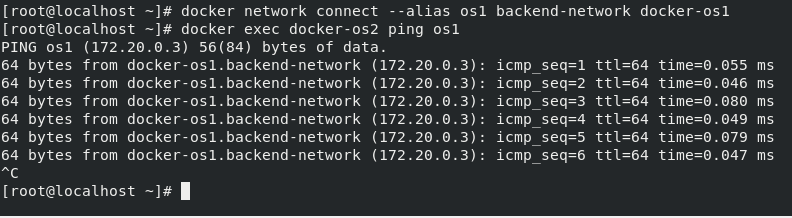 [root@localhost ~]# docker network connect --alias os1 backend-network docker-os1
[root@localhost ~]# docker exec docker-os2 ping os1
PING os1 (172.20.0.3) 56(84) bytes of data.
64 bytes from docker-os1.backend-network (172.20.0.3): icmp_seq=1 ttl=64 time=0.055 ms
64 bytes from docker-os1.backend-network (172.20.0.3): icmp_seq=2 ttl=64 time=0.046 ms
64 bytes from docker-os1.backend-network (172.20.0.3): icmp_seq=3 ttl=64 time=0.080 ms
64 bytes from docker-os1.backend-network (172.20.0.3): icmp_seq=4 ttl=64 time=0.049 ms
64 bytes from docker-os1.backend-network (172.20.0.3): icmp_seq=5 ttl=64 time=0.079 ms
64 bytes from docker-os1.backend-network (172.20.0.3): icmp_seq=6 ttl=64 time=0.047 ms
^C
[root@localhost ~]#